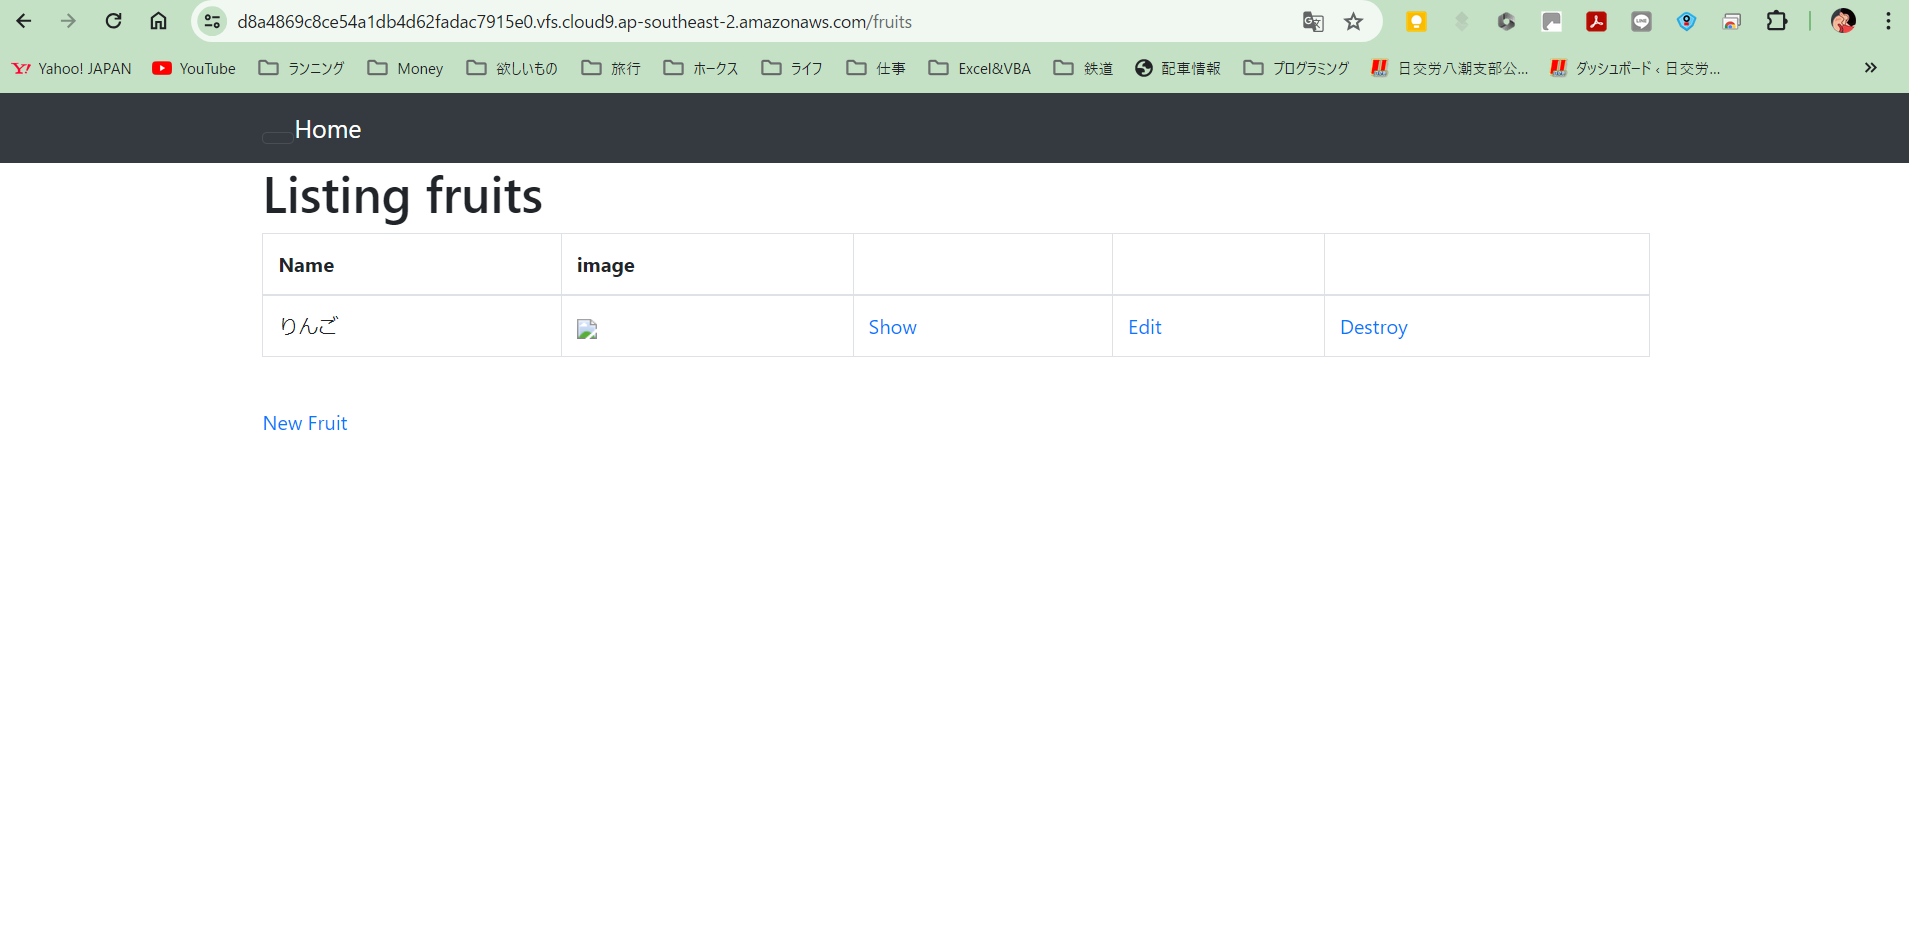 d8a4869c8ce54a1db4d62fadac7915e0.vfs.cloud9.ap-southeast-2.amazonaws.com/fruits
Yahoo! JAPAN YouTube ランニング Money 欲しいもの 旅行 ホークス ライフ 仕事 Excel&VBA 鉄道 配車情報 プログラミング 日交労八潮支部公... ダッシュボード ‹ 日交労...
Home
Listing fruits
Name image
りんご Show Edit Destroy
New Fruit